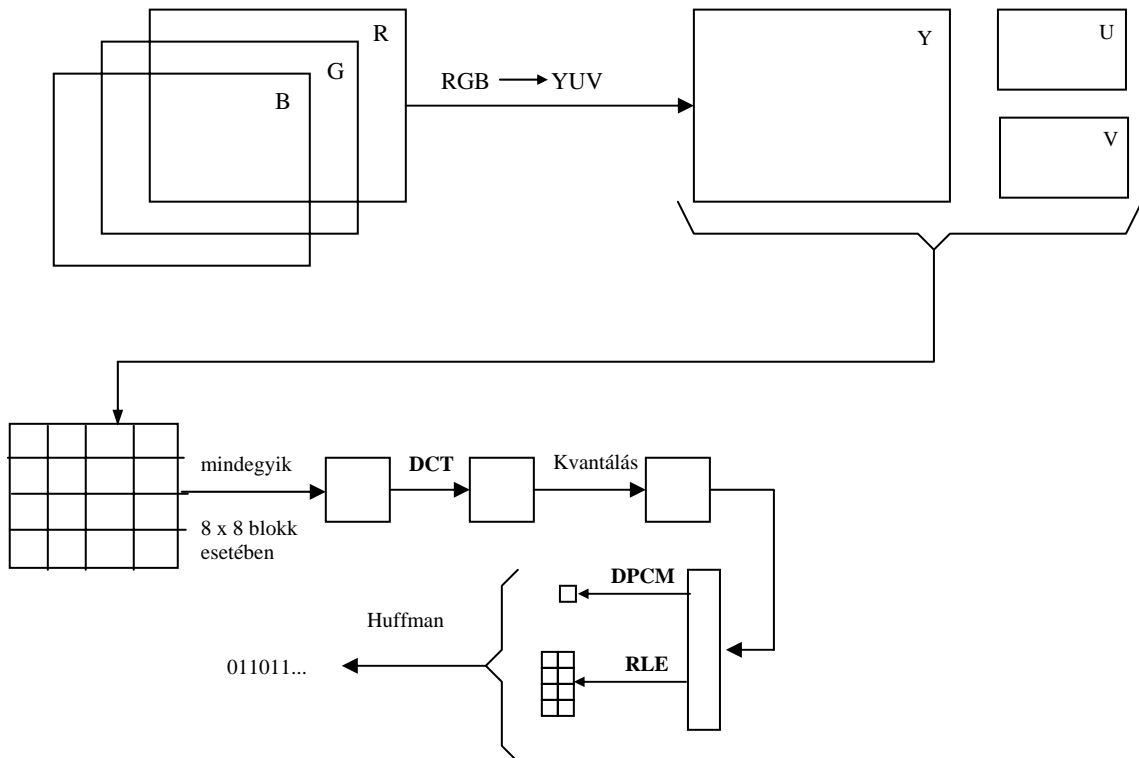 R
G
B
RGB YUV
Y
U
V
mindegyik
8 x 8 blokk
esetében
DCT
Kvantálás
DPCM
RLE
Huffman
011011...